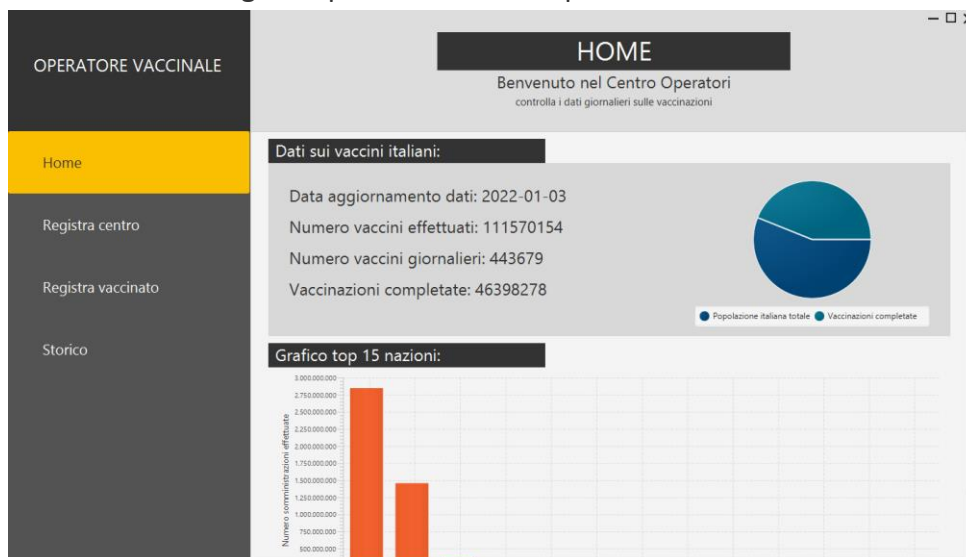 OPERATORE VACCINALE
HOME
Benvenuto nel Centro Operatori
controlla i dati giornalieri sulle vaccinazioni
Home
Registra centro
Registra vaccinato
Storico
Dati sui vaccini italiani:
Data aggiornamento dati: 2022-01-03
Numero vaccini effettuati: 111570154
Numero vaccini giornalieri: 443679
Vaccinazioni completate: 46398278
Popolazione italiana totale Vaccinazioni completate
Grafico top 15 nazioni:
Numero somministrazioni effettuate
3.000.000.000
2.750.000.000
2.500.000.000
2.250.000.000
2.000.000.000
1.750.000.000
1.500.000.000
1.250.000.000
1.000.000.000
750.000.000
500.000.000